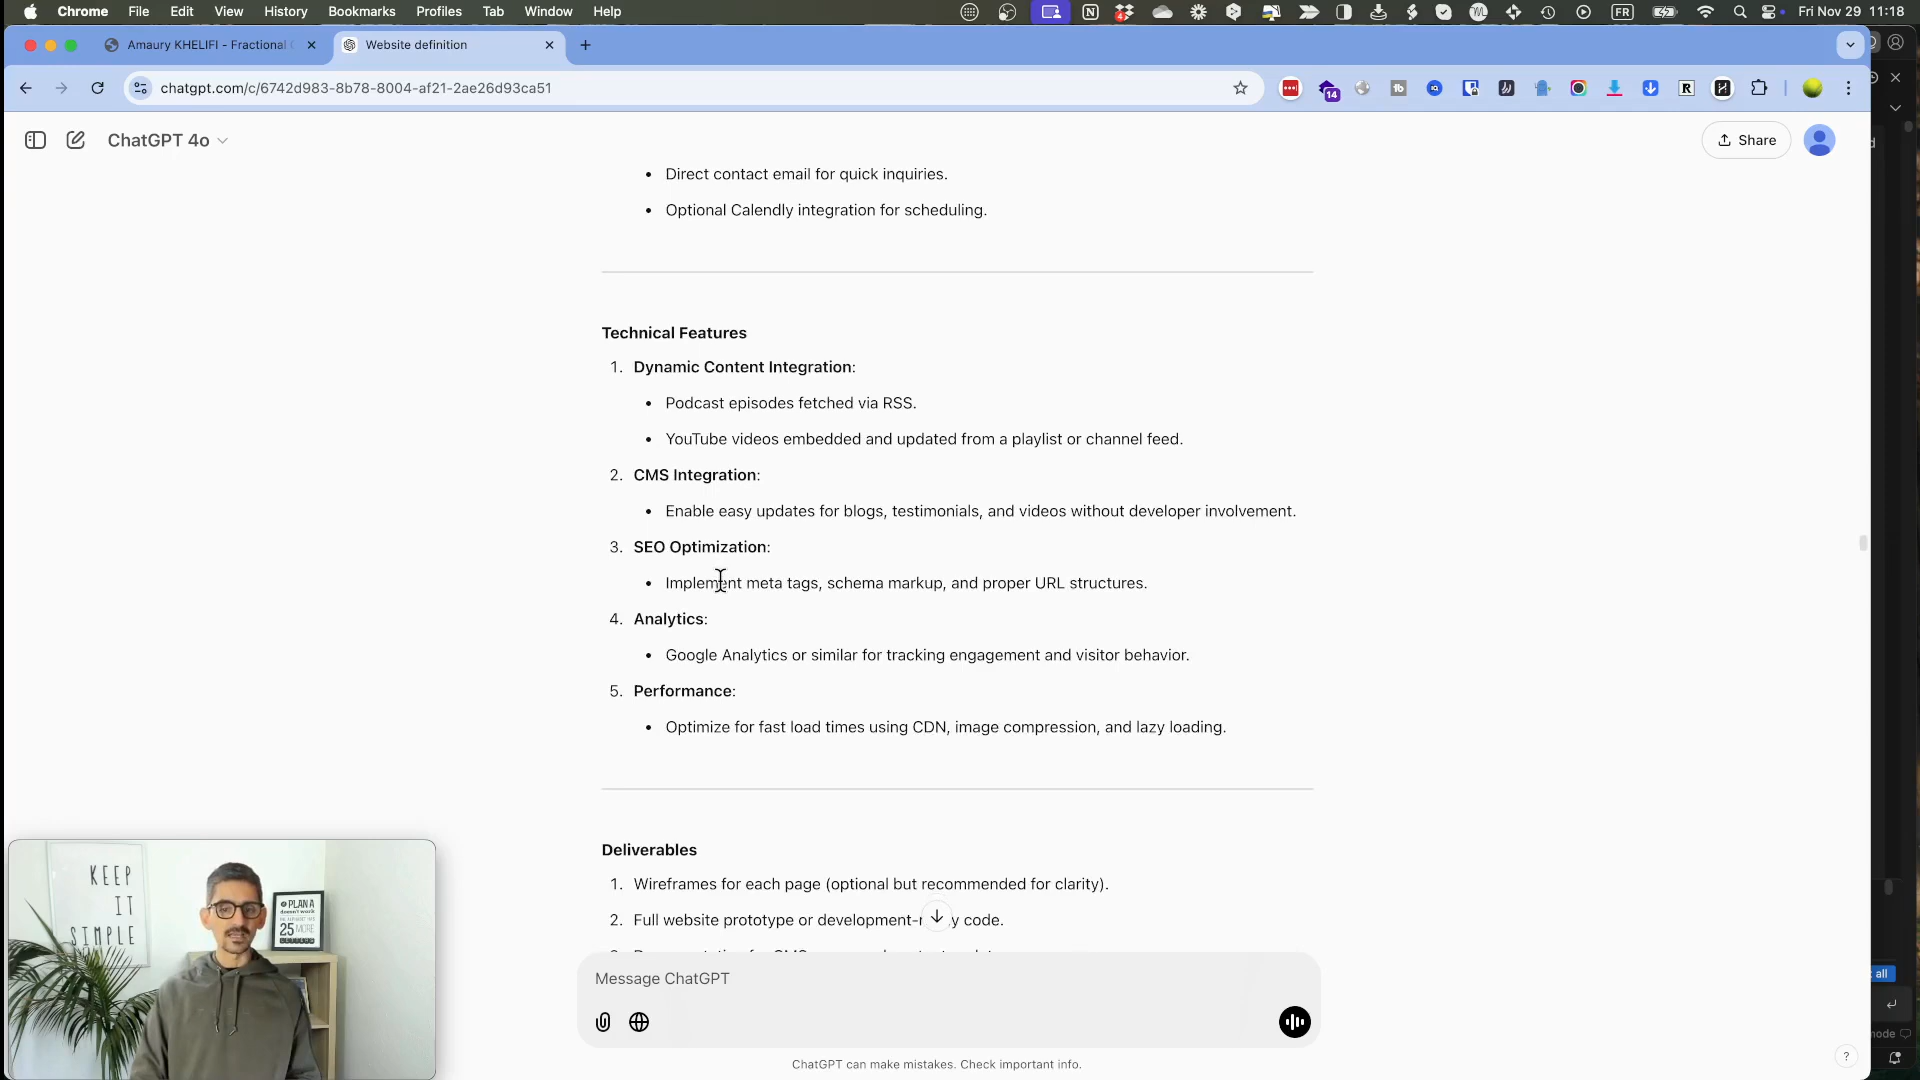 Chrome File Edit View History Bookmarks Profiles Tab Window Help FR Fri Nov 29 11:18
Amaury KHELIFI - Fractional
Website definition
chatgpt.com/c/6742d983-8b78-8004-af21-2ae26d93ca51
14
ChatGPT 4o
Share
• Direct contact email for quick inquiries.
• Optional Calendly integration for scheduling.
Technical Features
1. Dynamic Content Integration:
• Podcast episodes fetched via RSS.
• YouTube videos embedded and updated from a playlist or channel feed.
2. CMS Integration:
• Enable easy updates for blogs, testimonials, and videos without developer involvement.
3. SEO Optimization:
• Implement meta tags, schema markup, and proper URL structures.
4. Analytics:
• Google Analytics or similar for tracking engagement and visitor behavior.
5. Performance:
• Optimize for fast load times using CDN, image compression, and lazy loading.
Deliverables
1. Wireframes for each page (optional but recommended for clarity).
2. Full website prototype or development- code.
Message ChatGPT
ChatGPT can make mistakes. Check important info.
?
all
KEEP
IT
SIMPLE
PLAN A
25 MORE